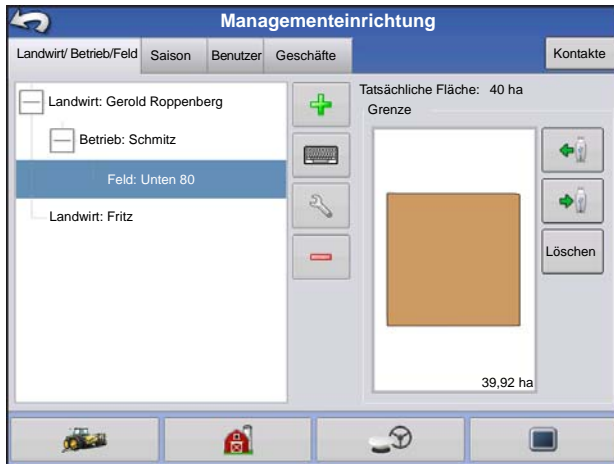 Managementeinrichtung
Landwirt/ Betrieb/Feld Saison Benutzer Geschäfte Kontakte
Landwirt: Gerold Roppenberg
Betrieb: Schmitz
Feld: Unten 80
Landwirt: Fritz
Tatsächliche Fläche: 40 ha
Grenze
Löschen
39,92 ha